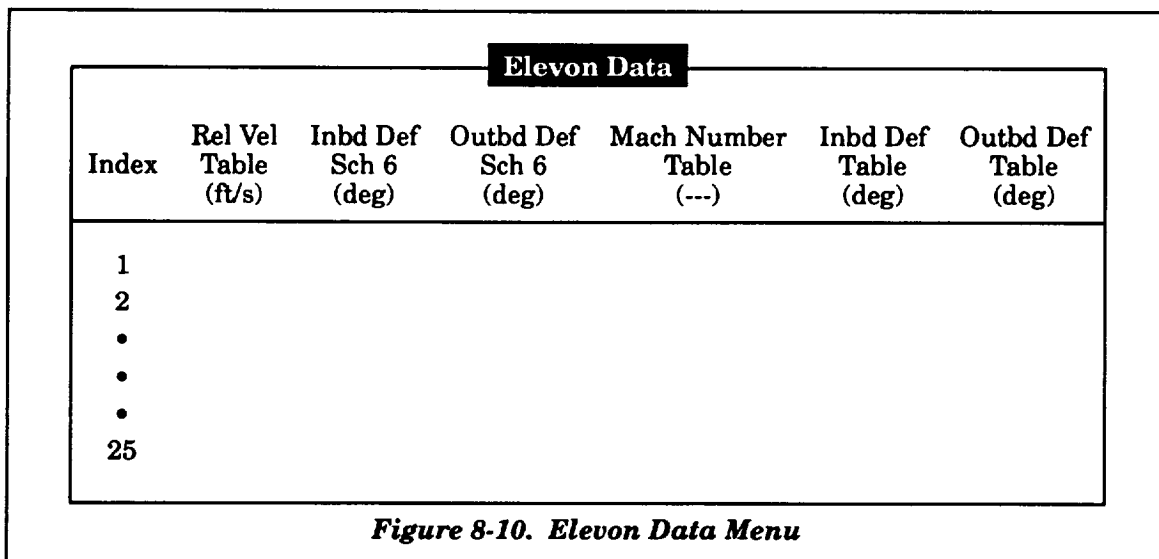 Elevon Data
Index Rel Vel Table (ft/s) Inbd Def Sch 6 (deg) Outbd Def Sch 6 (deg) Mach Number Table (---) Inbd Def Table (deg) Outbd Def Table (deg)
1
2
•
•
•
25
Figure 8-10. Elevon Data Menu